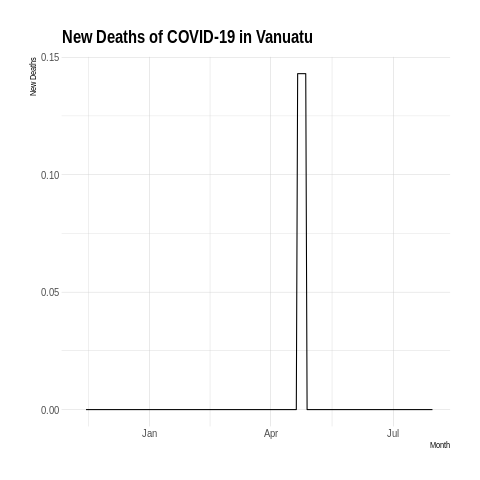 New Deaths of COVID-19 in Vanuatu
New Deaths
0.15
0.10
0.05
0.00
Jan Apr Jul
Month